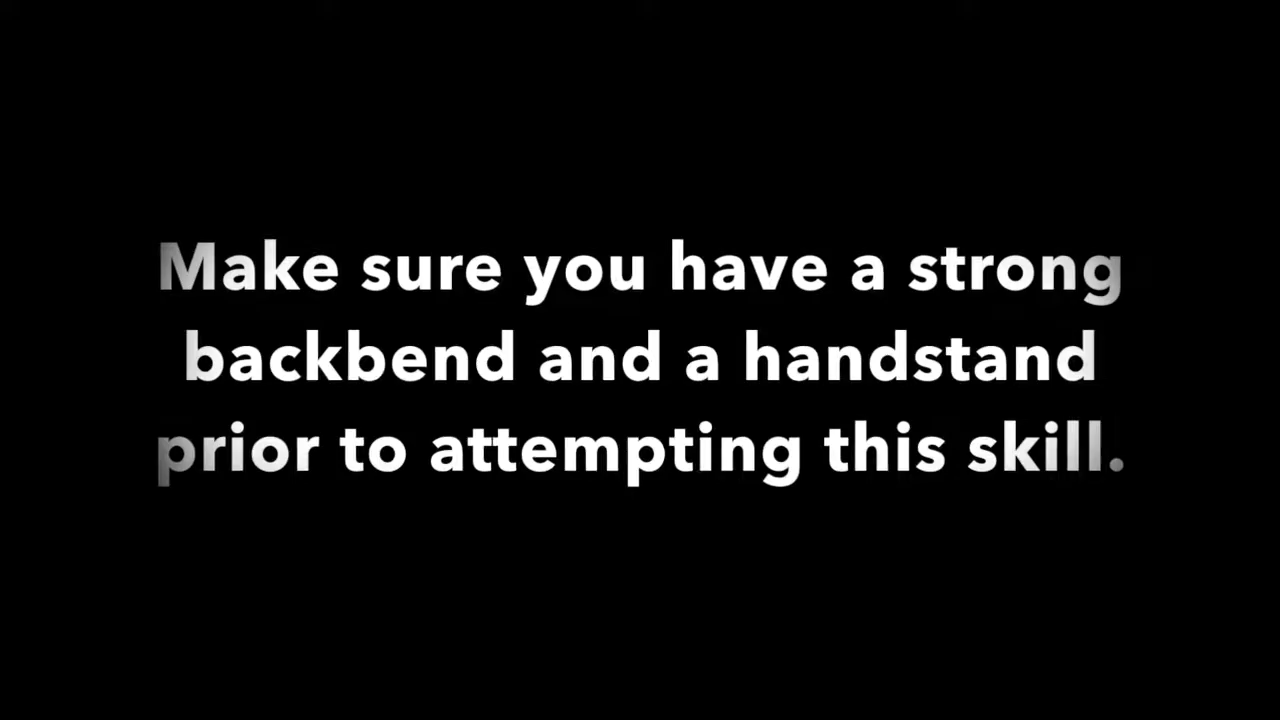 Make sure you have a strong
backbend and a handstand
prior to attempting this skill.